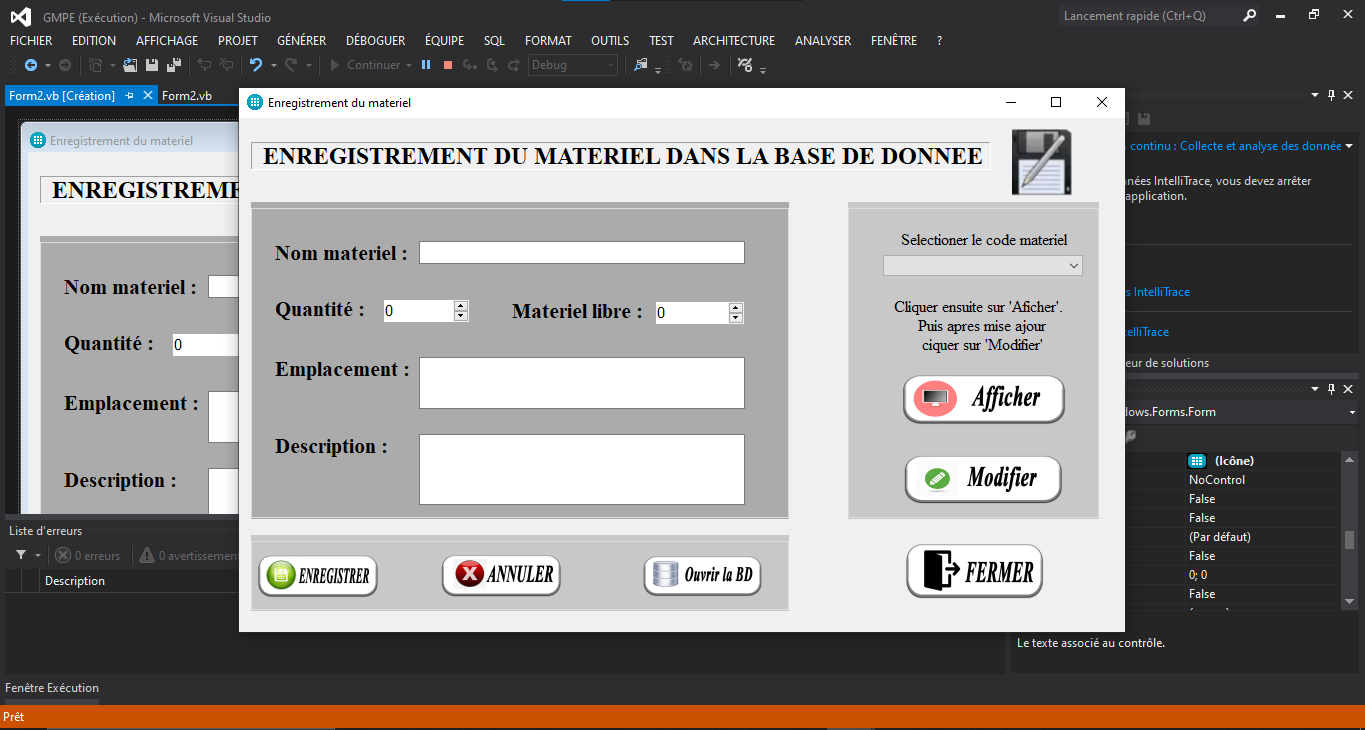 GMPE (Exécution) - Microsoft Visual Studio
Lancement rapide (Ctrl+Q)
FICHIER EDITION AFFICHAGE PROJET GÉNÉRER DÉBOGUER ÉQUIPE SQL FORMAT OUTILS TEST ARCHITECTURE ANALYSER FENÊTRE ?
Continuer Debug
Form2.vb [Création] Form2.vb
Enregistrement du materiel
Enregistrement du materiel
ENREGISTREME
Nom materiel :
Quantité : 0
Emplacement :
Description :
ENREGISTREMENT DU MATERIEL DANS LA BASE DE DONNEE
Nom materiel :
Quantité : 0 Materiel libre : 0
Emplacement :
Description :
ENREGISTRER ANNULER Ouvrir la BD
Selectioner le code materiel
Cliquer ensuite sur 'Aficher'.
Puis apres mise ajour
ciquer sur 'Modifier'
Afficher
Modifier
FERMER
continu : Collecte et analyse des donnée
nées IntelliTrace, vous devez arrêter
application.
s IntelliTrace
telliTrace
eur de solutions
dows.Forms.Form
(Icône)
NoControl
False
False
(Par défaut)
False
0; 0
False
Le texte associé au contrôle.
Liste d'erreurs
0 erreurs 0 avertissement
Description
Fenêtre Exécution
Prêt